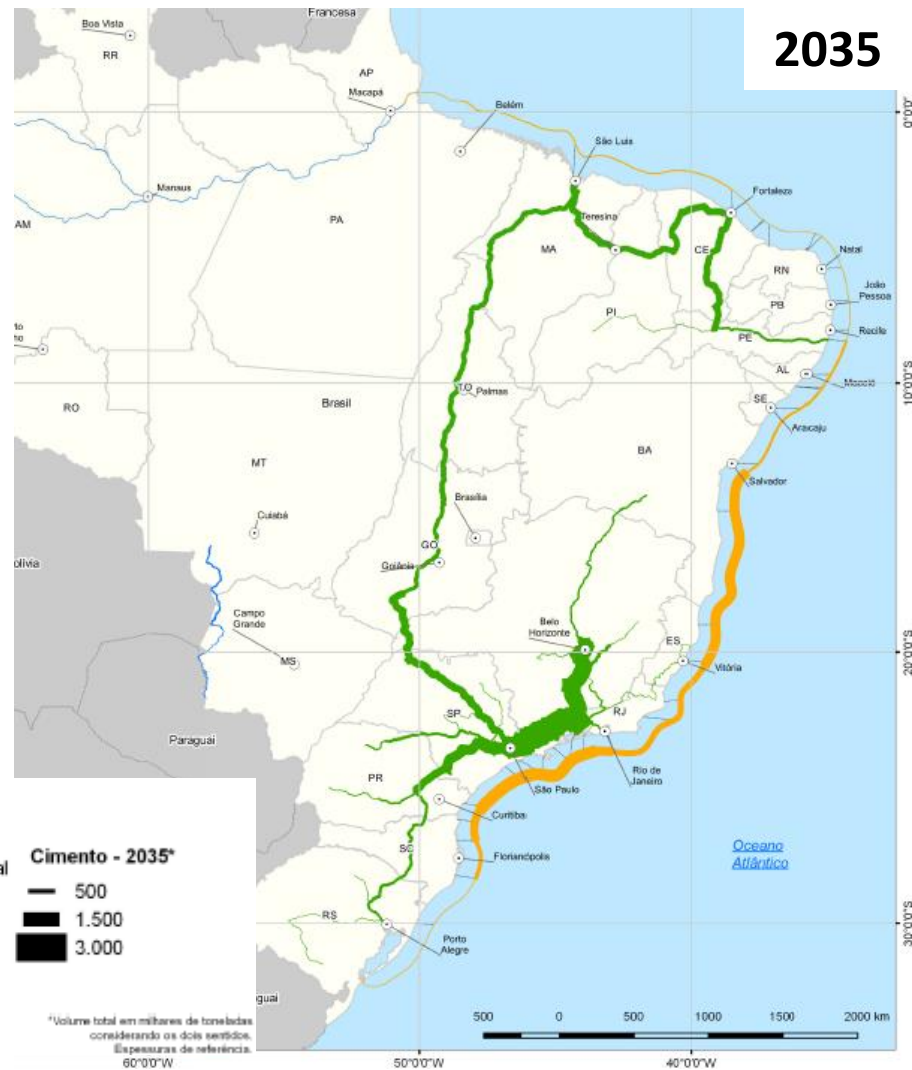 2035
Francesa
Boa Vista
RR
AP
Macapá
Belém
0°0'0"
São Luis
Manaus
Fortaleza
Teresina
AM
PA
MA
CE
Natal
RN
João
Pessoa
PB
PI
Recife
PE
AL
Maceió
TO
Palmas
10°0'0"S
Brasil
SE
RO
Aracaju
BA
MT
Salvador
Brasília
Cuiabá
GO
olívia
Goiânia
Campo
Grande
Belo
Horizonte
ES
20°0'0"S
MS
Vitória
SP
RJ
Paraguai
PR
Rio de
Janeiro
São Paulo
Curitiba
SC
Oceano
Atlântico
Florianópolis
al
Cimento - 2035*
500
1.500
3.000
RS
30°0'0"S
Porto
Alegre
guai
*Volume total em milhares de toneladas
considerando os dois sentidos.
Espessuras de referência.
500 0 500 1000 1500 2000 km
60°0'0"W 50°0'0"W 40°0'0"W